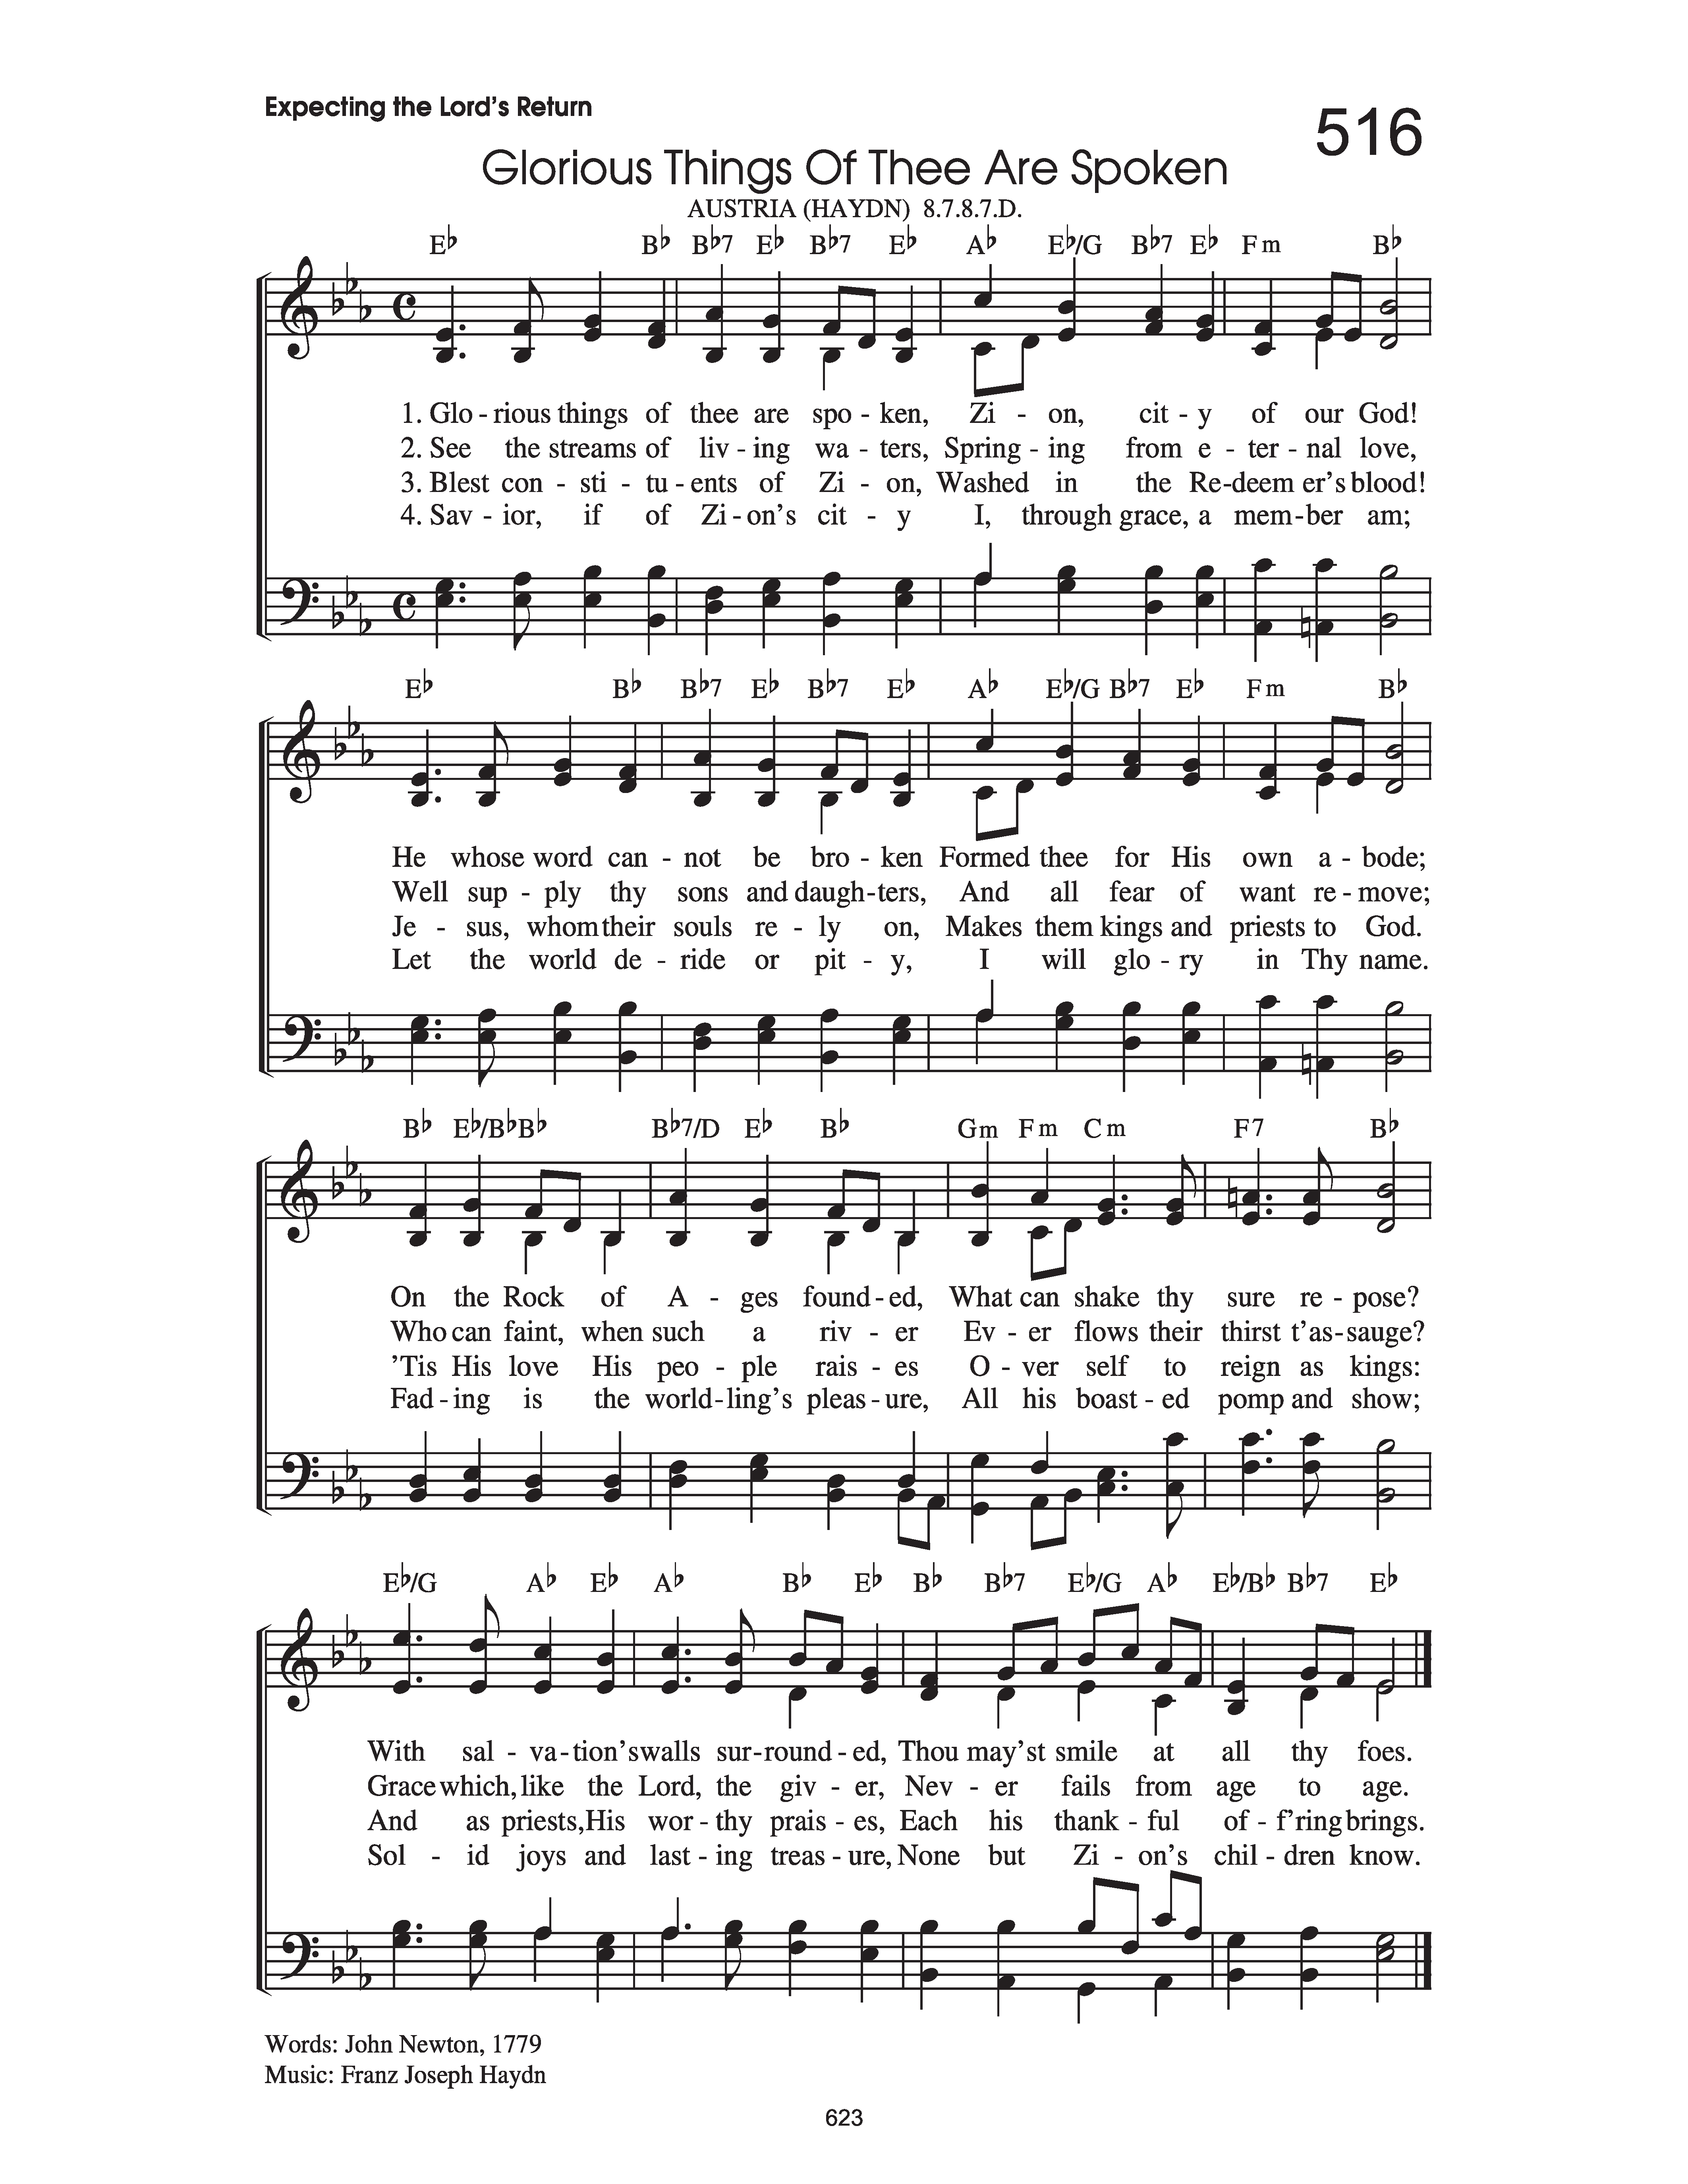 Expecting the Lord's Return
516
Glorious Things Of Thee Are Spoken
AUSTRIA (HAYDN) 8.7.8.7.D.
E♭ B♭ B♭7 E♭ B♭7 E♭ A♭ E♭/G B♭7 E♭ Fm B♭
1. Glo - rious things of thee are spo - ken, Zi - on, cit - y of our God!
2. See the streams of liv - ing wa - ters, Spring - ing from e - ter - nal love,
3. Blest con - sti - tu - ents of Zi - on, Washed in the Re-deem er's blood!
4. Sav - ior, if of Zi - on's cit - y I, through grace, a mem - ber am;
E♭ B♭ B♭7 E♭ B♭7 E♭ A♭ E♭/G B♭7 E♭ Fm B♭
He whose word can - not be bro - ken Formed thee for His own a - bode;
Well sup - ply thy sons and daugh - ters, And all fear of want re - move;
Je - sus, whom their souls re - ly on, Makes them kings and priests to God.
Let the world de - ride or pit - y, I will glo - ry in Thy name.
B♭ E♭/B♭ B♭ B♭7/D E♭ B♭ Gm Fm Cm F7 B♭
On the Rock of A - ges found - ed, What can shake thy sure re - pose?
Who can faint, when such a riv - er Ev - er flows their thirst t'as - sauge?
'Tis His love His peo - ple rais - es O - ver self to reign as kings:
Fad - ing is the world - ling's pleas - ure, All his boast - ed pomp and show;
E♭/G A♭ E♭ A♭ B♭ E♭ B♭ B♭7 E♭/G A♭ E♭/B♭ B♭7 E♭
With sal - va - tion's walls sur - round - ed, Thou may'st smile at all thy foes.
Grace which, like the Lord, the giv - er, Nev - er fails from age to age.
And as priests, His wor - thy prais - es, Each his thank - ful of - f'ring brings.
Sol - id joys and last - ing treas - ure, None but Zi - on's chil - dren know.
Words: John Newton, 1779
Music: Franz Joseph Haydn
623